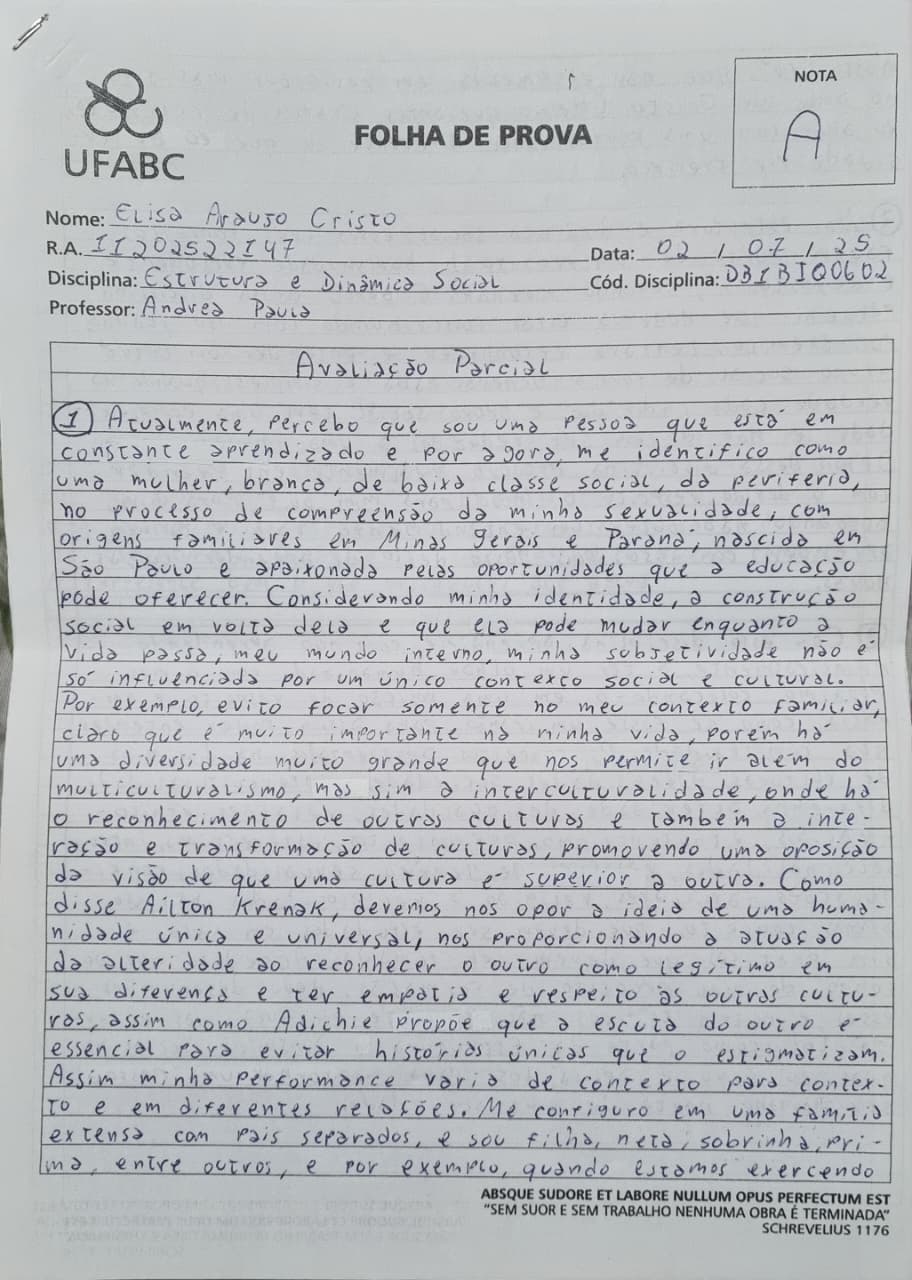 UFABC
FOLHA DE PROVA
NOTA
A
Nome: Elisa Araujo Cristo
R.A. 11202522147
Data: 02 / 07 / 25
Disciplina: Estrutura e Dinâmica Social
Cód. Disciplina: DB1BIQ0602
Professor: Andrea Paula
Avaliação Parcial
1 Atualmente, percebo que sou uma pessoa que está em
constante aprendizado e por agora, me identifico como
uma mulher, branca, de baixa classe social, da periferia,
no processo de compreensão da minha sexualidade, com
origens familiares em Minas Gerais e Paraná, nascida em
São Paulo e apaixonada pelas oportunidades que a educação
pode oferecer. Considerando minha identidade, a construção
social em volta dela e que ela pode mudar enquanto a
vida passa, meu mundo interno, minha subjetividade não é
só influênciada por um único contexto social e cultural.
Por exemplo, evito focar somente no meu contexto familiar,
claro que é muito importante na minha vida, porém há
uma diversidade muito grande que nos permite ir além do
multiculturalismo, mas sim a interculturalidade, onde há
o reconhecimento de outras culturas e também a inte-
ração e transformação de culturas, promovendo uma oposição
da visão de que uma cultura é superior a outra. Como
disse Ailton Krenak, devemos nos opor a ideia de uma huma-
nidade única e universal, nos proporcionando a atuação
da alteridade ao reconhecer o outro como legítimo em
sua diferença e ter empatia e respeito as outras cultu-
ras, assim como Adichie propõe que a escuta do outro é
essencial para evitar histórias únicas que o estigmatizam.
Assim minha performance varia de contexto para contex-
to e em diferentes relações. Me configuro em uma família
extensa com pais separados, e sou filha, neta, sobrinha, pri-
ma, entre outros, e por exemplo, quando estamos exercendo
ABSQUE SUDORE ET LABORE NULLUM OPUS PERFECTUM EST
"SEM SUOR E SEM TRABALHO NENHUMA OBRA É TERMINADA"
SCHREVELIUS 1176